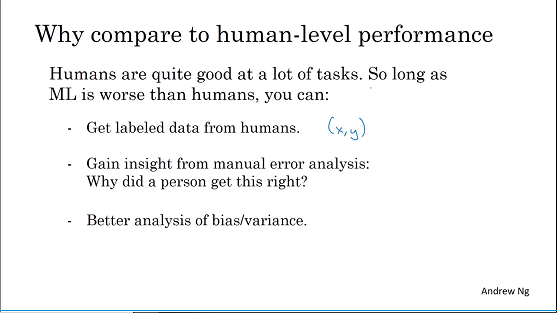 Why compare to human-level performance
Humans are quite good at a lot of tasks. So long as
ML is worse than humans, you can:
- Get labeled data from humans. (x,y)
- Gain insight from manual error analysis:
Why did a person get this right?
- Better analysis of bias/variance.
Andrew Ng